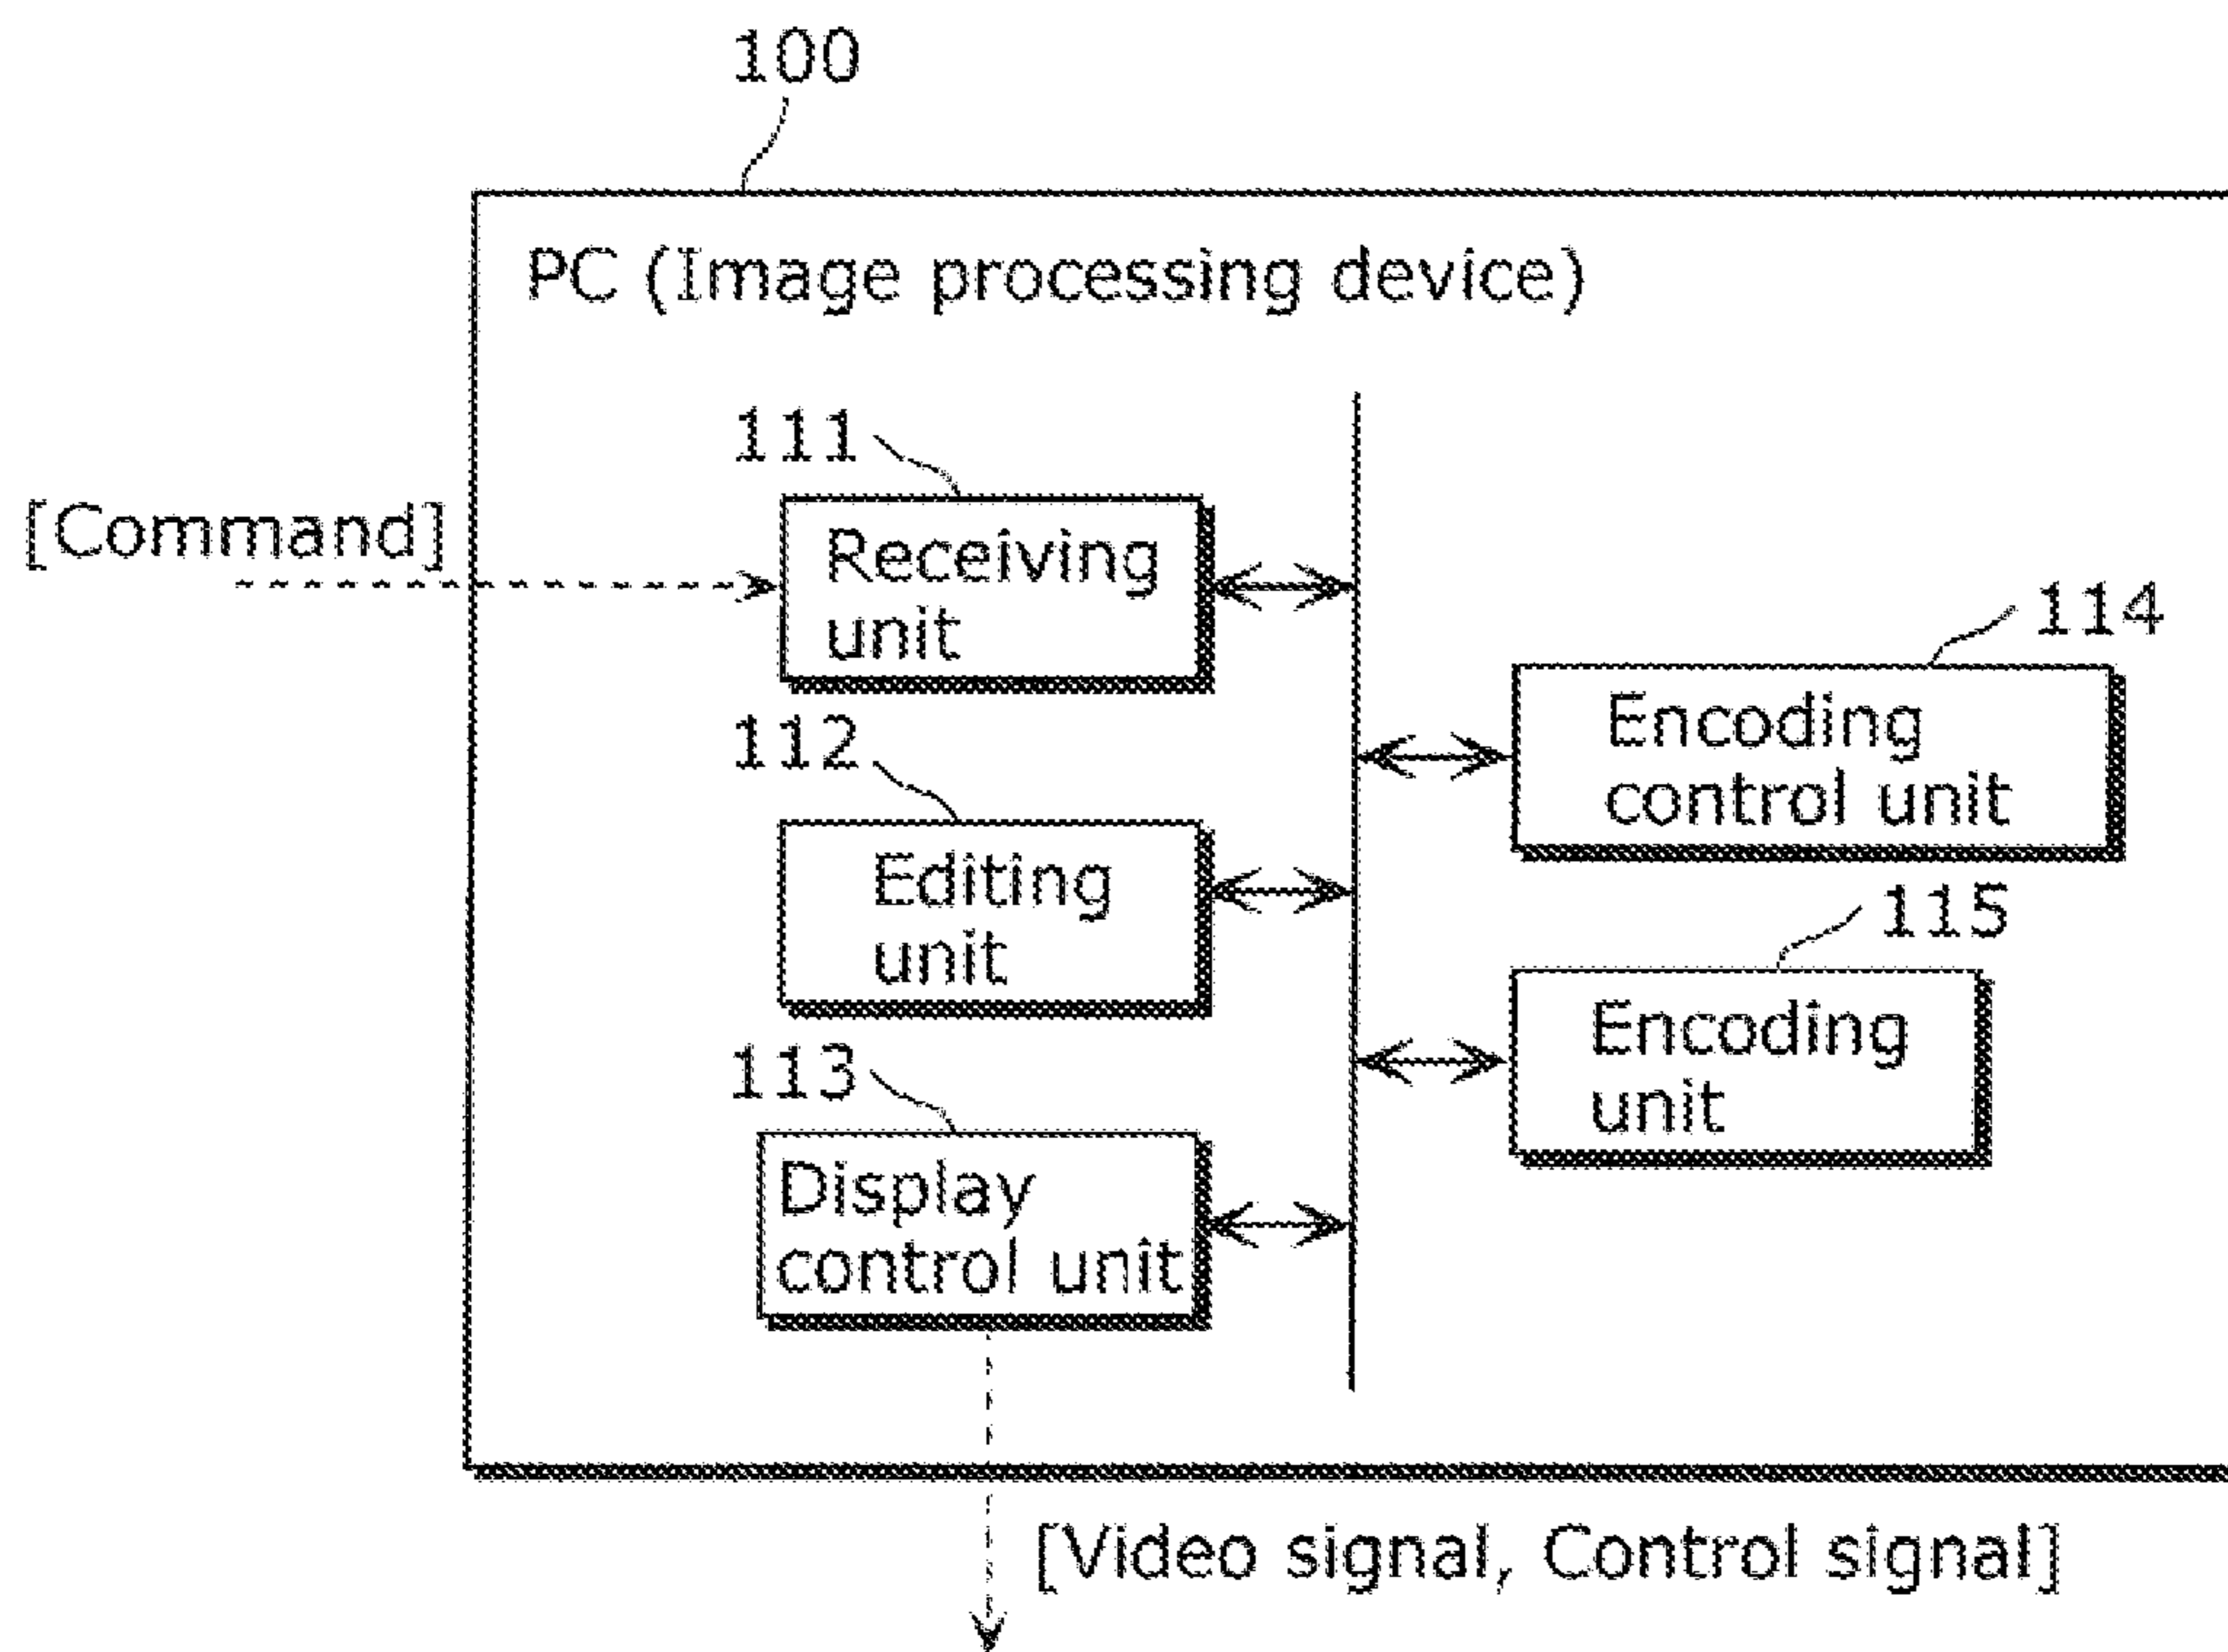 100
PC (Image processing device)
111
[Command]
Receiving
unit
114
Encoding
control unit
112
Editing
unit
115
Encoding
unit
113
Display
control unit
[Video signal, Control signal]